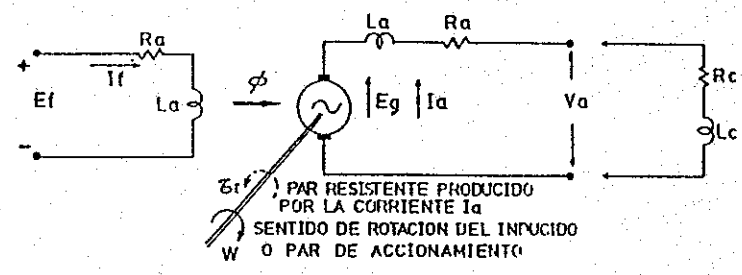 La Ra
Ra
+ If
Ef La ϕ Eg Ia Va Rc
Lc
-
τr PAR RESISTENTE PRODUCIDO
POR LA CORRIENTE Ia
SENTIDO DE ROTACION DEL INDUCIDO
W O PAR DE ACCIONAMIENTO